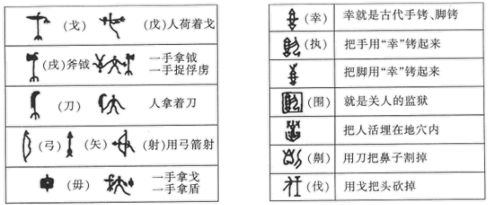 (戈) (戊)人荷着戈
(戌)斧钺 一手拿钺
一手捉俘虏
(刀) 人拿着刀
(弓) (矢) (射)用弓箭射
(毋) 一手拿戈
一手拿盾
(幸) 幸就是古代手铐、脚铐
(执) 把手用“幸”铐起来
把脚用“幸”铐起来
(围) 就是关人的监狱
把人活埋在地穴内
(劓) 用刀把鼻子割掉
(伐) 用戈把头砍掉